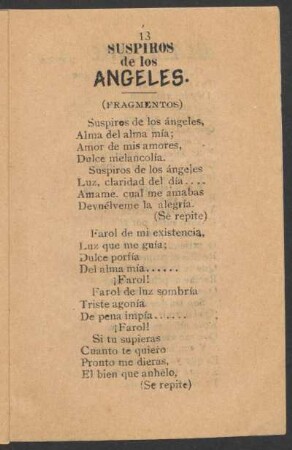 13
SUSPIROS
de los
ANGELES.
(FRAGMENTOS)
Suspiros de los ángeles,
Alma del alma mía;
Amor de mis amores,
Dulce melancolía.
Suspiros de los ángeles
Luz, claridad del día....
Amame, cual me amabas
Devuélveme la alegría.
(Se repite)
Farol de mi existencia,
Luz que me guía;
Dulce porfía
Del alma mía......
¡Farol!
Farol de luz sombría
Triste agonía
De pena impía......
¡Farol!
Si tu supieras
Cuanto te quiero
Pronto me dieras,
El bien que anhelo,
(Se repite)